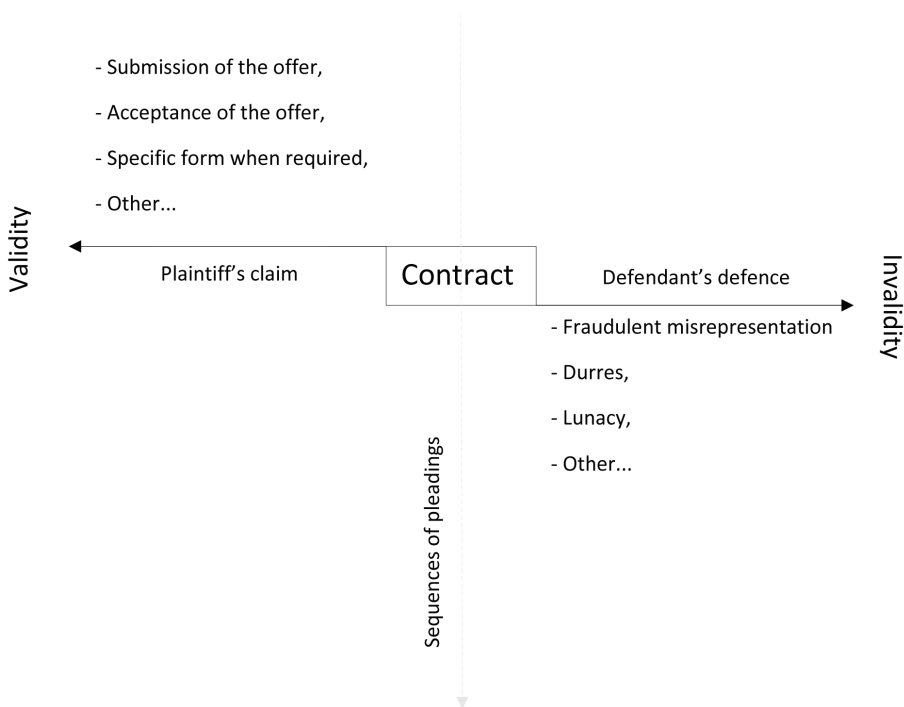 - Submission of the offer,
- Acceptance of the offer,
- Specific form when required,
- Other...
Validity
Plaintiff’s claim
Contract
Defendant’s defence
Invalidity
- Fraudulent misrepresentation
- Durres,
- Lunacy,
- Other...
Sequences of pleadings